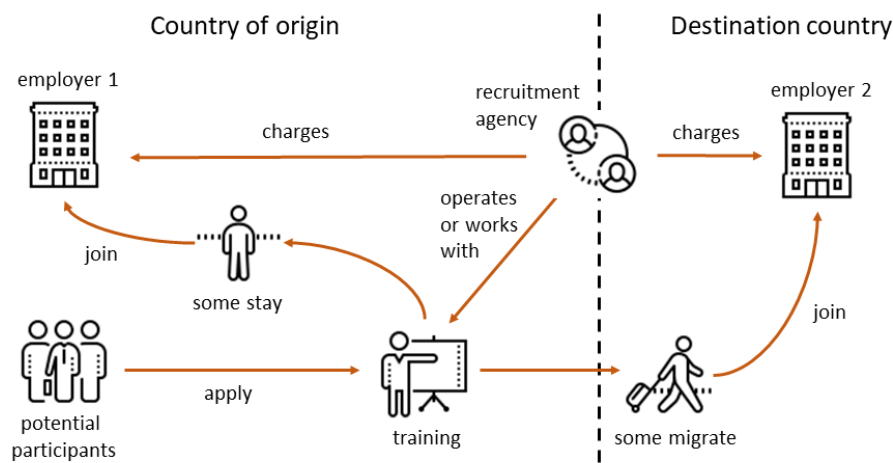 Country of origin
Destination country
employer 1
recruitment
agency
employer 2
charges
charges
operates
or works
with
join
some stay
join
apply
potential
participants
training
some migrate